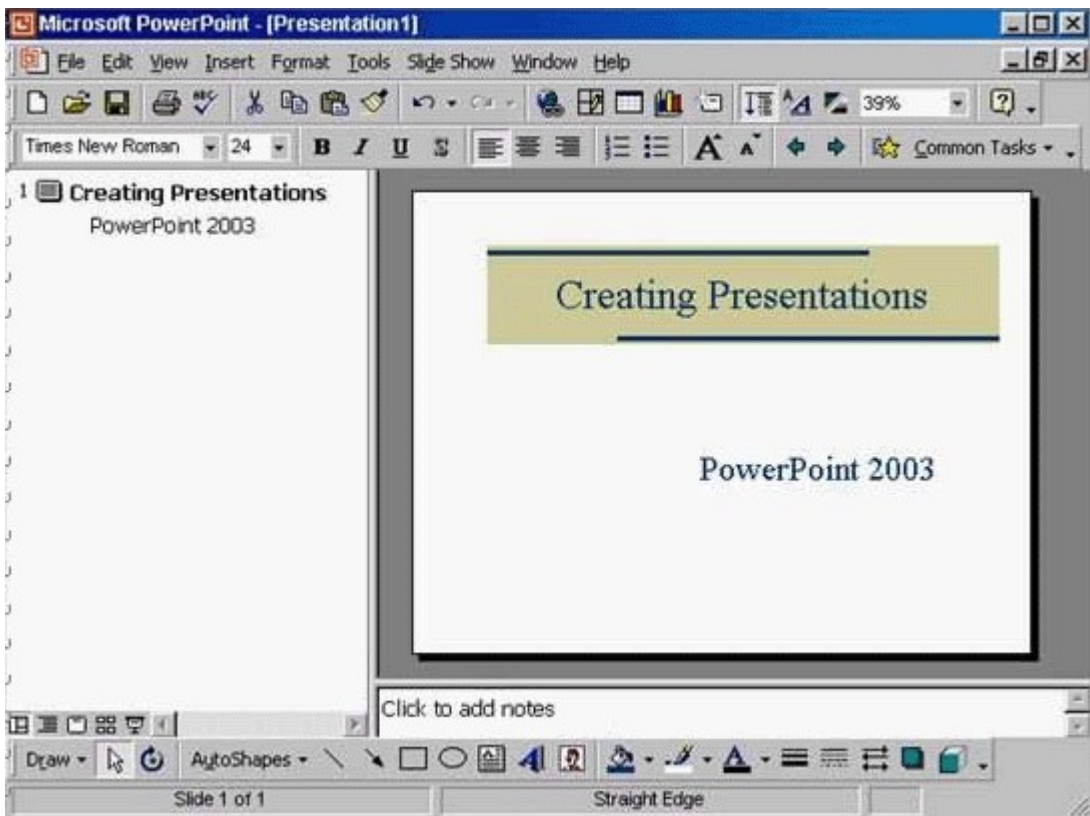 Microsoft PowerPoint - [Presentation1]
File Edit View Insert Format Tools Slide Show Window Help
39%
Times New Roman 24 B I U S A A Common Tasks
1 Creating Presentations
PowerPoint 2003
Creating Presentations
PowerPoint 2003
Click to add notes
Draw AutoShapes
Slide 1 of 1 Straight Edge